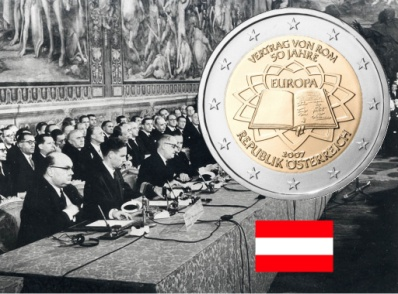 VERTRAG VON ROM
50 JAHRE
EUROPA
2007
REPUBLIK ÖSTERREICH